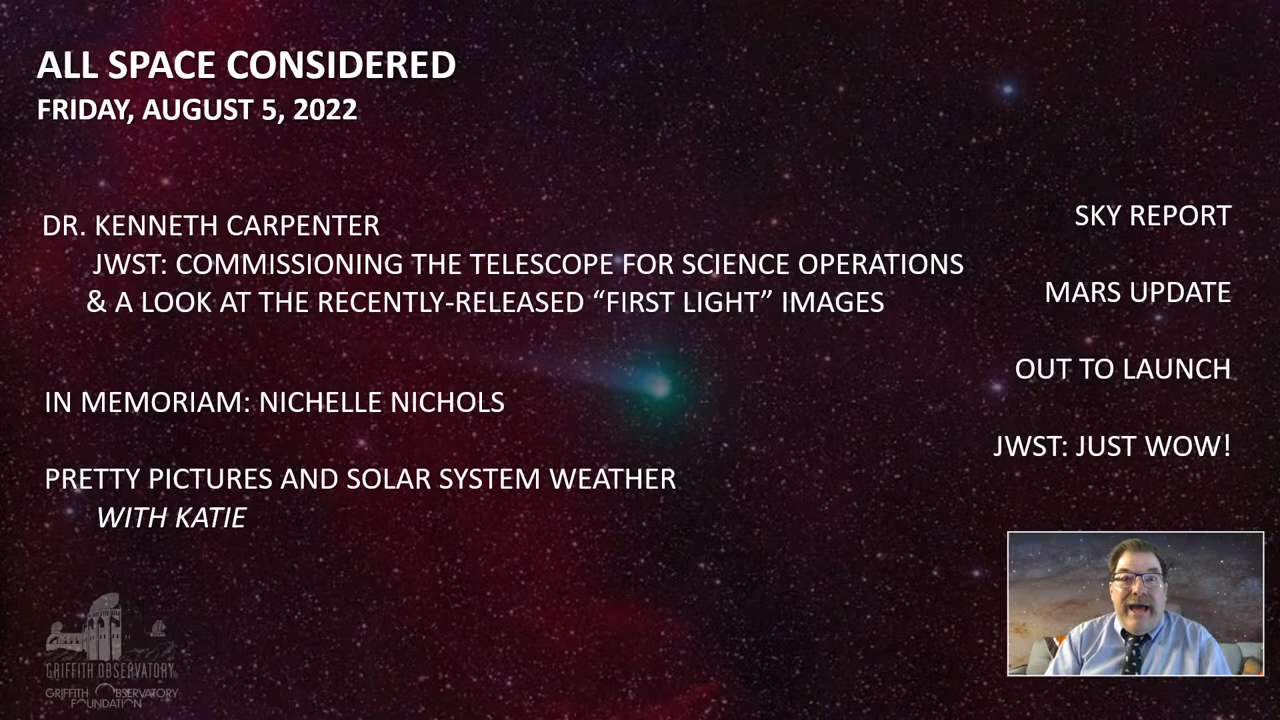 ALL SPACE CONSIDERED
FRIDAY, AUGUST 5, 2022
DR. KENNETH CARPENTER
JWST: COMMISSIONING THE TELESCOPE FOR SCIENCE OPERATIONS
& A LOOK AT THE RECENTLY-RELEASED “FIRST LIGHT” IMAGES
IN MEMORIAM: NICHELLE NICHOLS
PRETTY PICTURES AND SOLAR SYSTEM WEATHER
WITH KATIE
SKY REPORT
MARS UPDATE
OUT TO LAUNCH
JWST: JUST WOW!
GRIFFITH OBSERVATORY
GRIFFITH OBSERVATORY
FOUNDATION